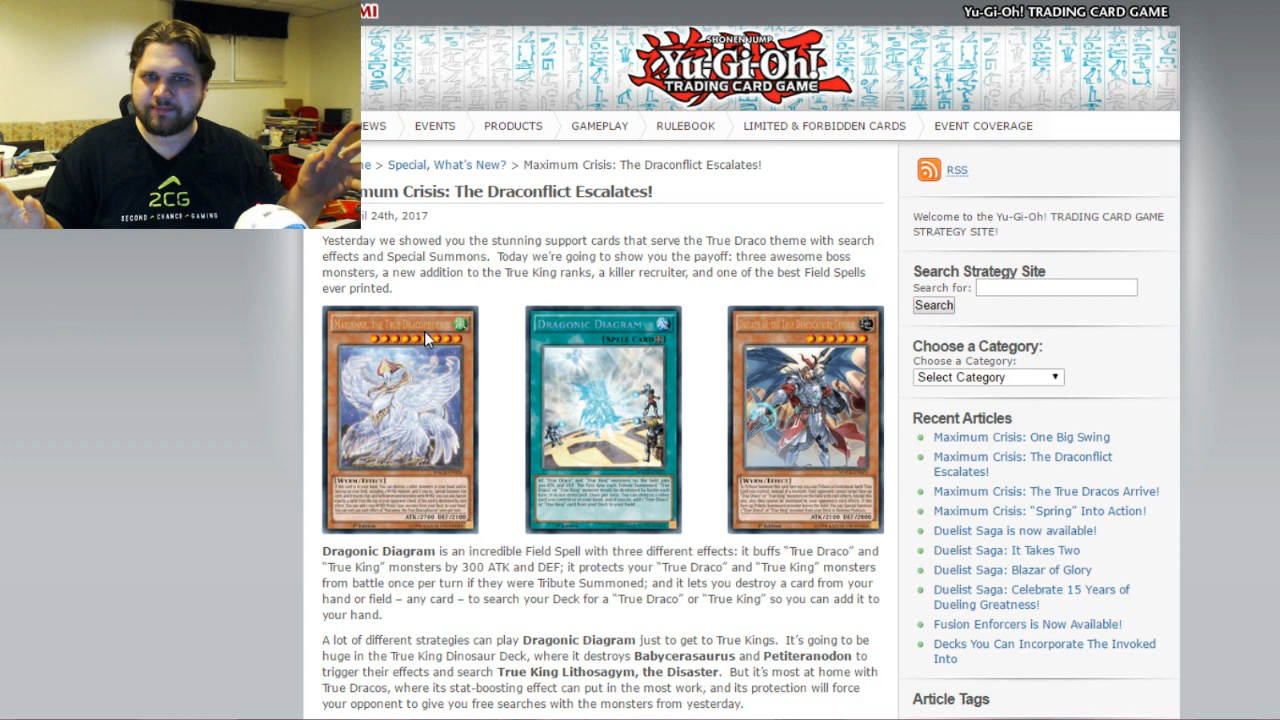 MI
Yu-Gi-Oh! TRADING CARD GAME
SHONEN JUMP
Yu-Gi-Oh!
TRADING CARD GAME
2CG
SECOND CHANCE GAMING
EWS
EVENTS
PRODUCTS
GAMEPLAY
RULEBOOK
LIMITED & FORBIDDEN CARDS
EVENT COVERAGE
e > Special, What's New? > Maximum Crisis: The Draconflict Escalates!
mum Crisis: The Draconflict Escalates!
il 24th, 2017
Yesterday we showed you the stunning support cards that serve the True Draco theme with search
effects and Special Summons. Today we're going to show you the payoff: three awesome boss
monsters, a new addition to the True King ranks, a killer recruiter, and one of the best Field Spells
ever printed.
DRAGONIC DIAGRAM
[SPELL CARD]
[WYRM/EFFECT]
ATK/2700 DEF/2100
1st Edition
1st Edition
[WYRM/EFFECT]
1st Edition
Dragonic Diagram is an incredible Field Spell with three different effects: it buffs "True Draco" and
"True King" monsters by 300 ATK and DEF; it protects your "True Draco" and "True King" monsters
from battle once per turn if they were Tribute Summoned; and it lets you destroy a card from your
hand or field – any card – to search your Deck for a "True Draco" or "True King" so you can add it to
your hand.
A lot of different strategies can play Dragonic Diagram just to get to True Kings. It's going to be
huge in the True King Dinosaur Deck, where it destroys Babycerasaurus and Petiteranodon to
trigger their effects and search True King Lithosagym, the Disaster. But it's most at home with
True Dracos, where its stat-boosting effect can put in the most work, and its protection will force
your opponent to give you free searches with the monsters from yesterday.
RSS
Welcome to the Yu-Gi-Oh! TRADING CARD GAME
STRATEGY SITE!
Search Strategy Site
Search for:
Search
Choose a Category:
Choose a Category:
Select Category
Recent Articles
Maximum Crisis: One Big Swing
Maximum Crisis: The Draconflict
Escalates!
Maximum Crisis: The True Dracos Arrive!
Maximum Crisis: "Spring" Into Action!
Duelist Saga is now available!
Duelist Saga: It Takes Two
Duelist Saga: Blazar of Glory
Duelist Saga: Celebrate 15 Years of
Dueling Greatness!
Fusion Enforcers is Now Available!
Decks You Can Incorporate The Invoked
Into
Article Tags